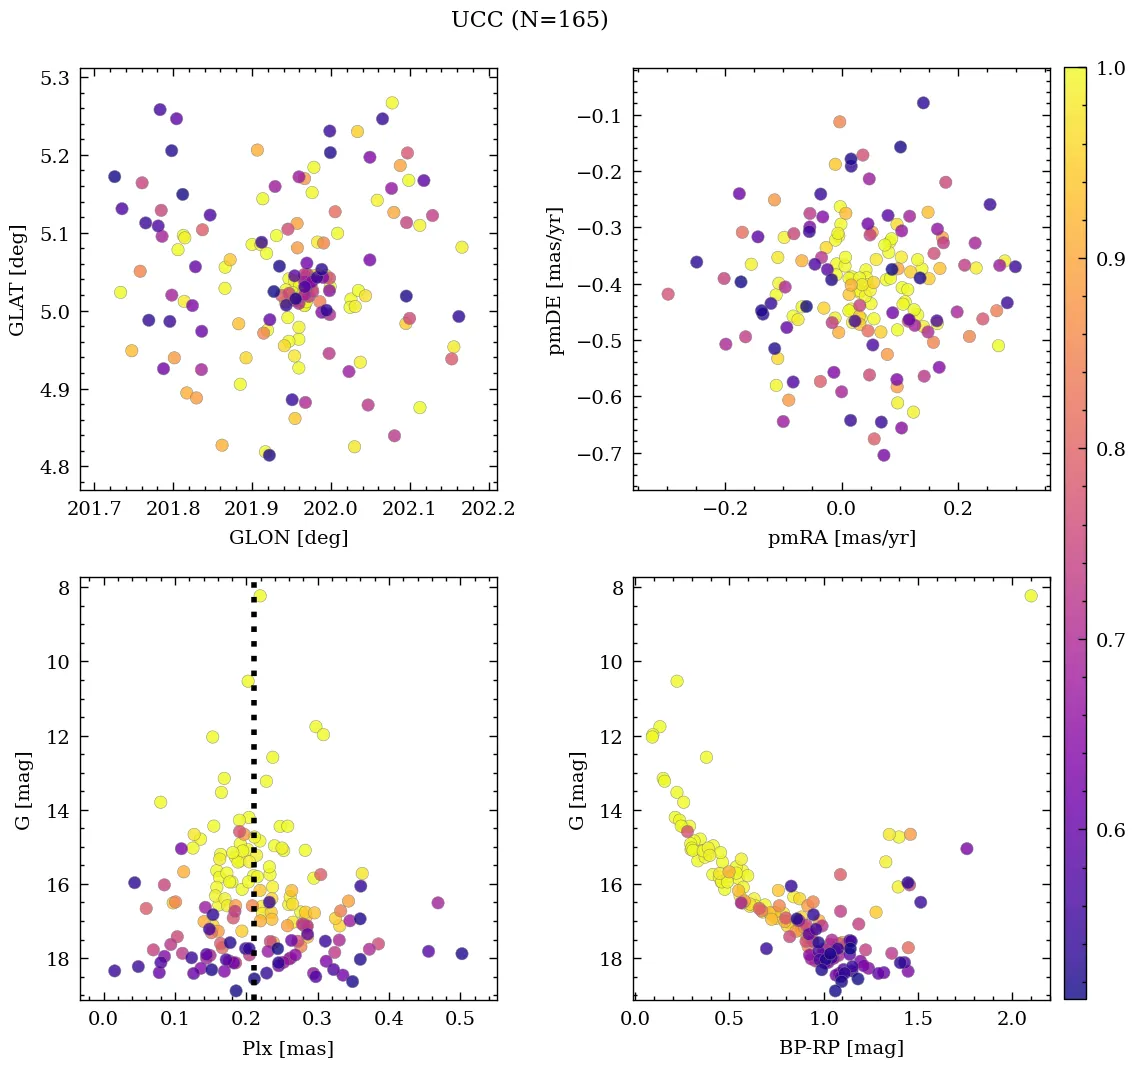 UCC (N=165)
5.3
5.2
5.1
5.0
4.9
4.8
GLAT [deg]
201.7 201.8 201.9 202.0 202.1 202.2
GLON [deg]
−0.1
−0.2
−0.3
−0.4
−0.5
−0.6
−0.7
pmDE [mas/yr]
−0.2 0.0 0.2
pmRA [mas/yr]
1.0
0.9
0.8
0.7
0.6
8
10
12
14
16
18
G [mag]
0.0 0.1 0.2 0.3 0.4 0.5
Plx [mas]
8
10
12
14
16
18
G [mag]
0.0 0.5 1.0 1.5 2.0
BP-RP [mag]